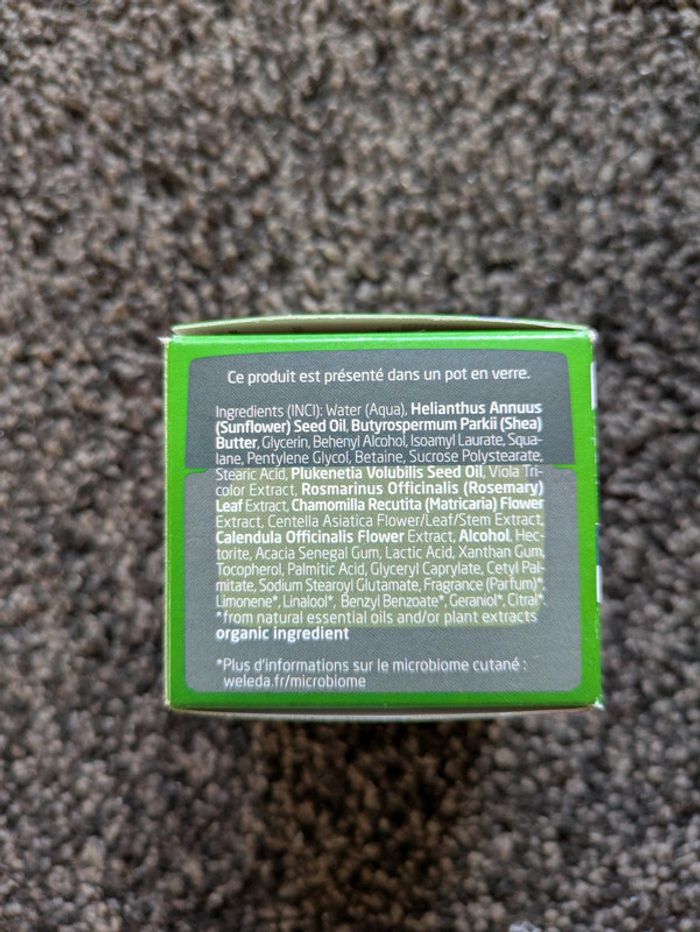 Ce produit est présenté dans un pot en verre.
Ingredients (INCI): Water (Aqua), Helianthus Annuus
(Sunflower) Seed Oil, Butyrospermum Parkii (Shea)
Butter, Glycerin, Behenyl Alcohol, Isoamyl Laurate, Squa-
lane, Pentylene Glycol, Betaine, Sucrose Polystearate,
Stearic Acid, Plukenetia Volubilis Seed Oil, Viola Tri-
color Extract, Rosmarinus Officinalis (Rosemary)
Leaf Extract, Chamomilla Recutita (Matricaria) Flower
Extract, Centella Asiatica Flower/Leaf/Stem Extract,
Calendula Officinalis Flower Extract, Alcohol, Hec-
torite, Acacia Senegal Gum, Lactic Acid, Xanthan Gum,
Tocopherol, Palmitic Acid, Glyceryl Caprylate, Cetyl Pal-
mitate, Sodium Stearoyl Glutamate, Fragrance (Parfum)*,
Limonene*, Linalool*, Benzyl Benzoate*, Geraniol*, Citral*.
*from natural essential oils and/or plant extracts
organic ingredient
*Plus d'informations sur le microbiome cutané :
weleda.fr/microbiome